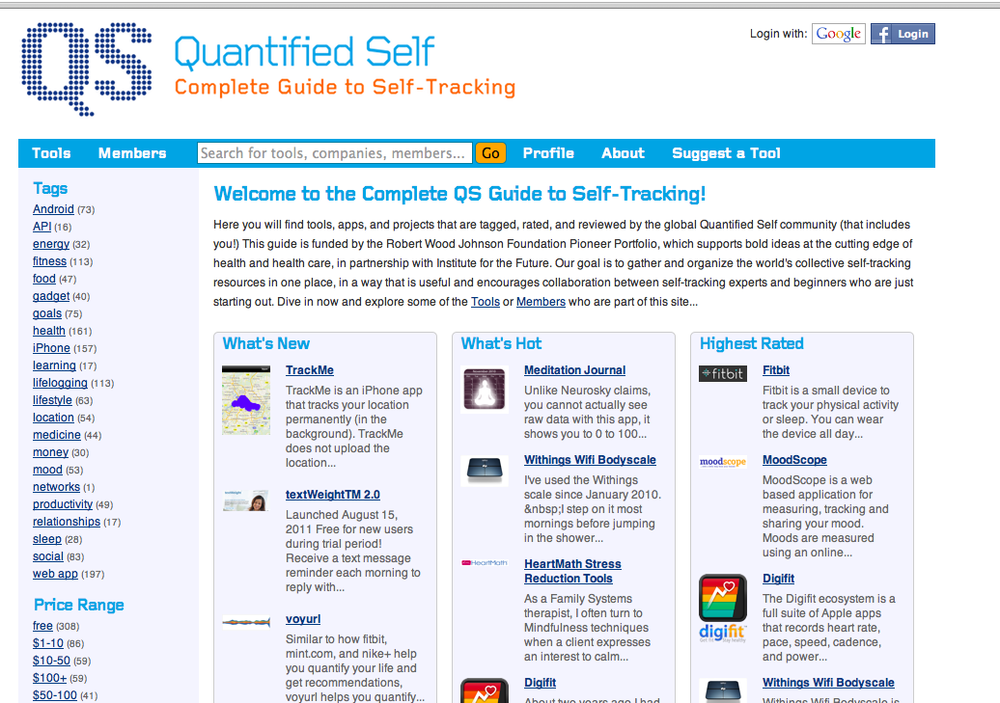 QS
Quantified Self
Complete Guide to Self-Tracking
Login with: Google f Login
Tools Members Search for tools, companies, members... Go Profile About Suggest a Tool
Tags
Android (73)
API (16)
energy (32)
fitness (113)
food (47)
gadget (40)
goals (75)
health (161)
iPhone (157)
learning (17)
lifelogging (113)
lifestyle (63)
location (54)
medicine (44)
money (30)
mood (53)
networks (1)
productivity (49)
relationships (17)
sleep (28)
social (83)
web app (197)
Price Range
free (308)
$1-10 (86)
$10-50 (59)
$100+ (59)
$50-100 (41)
Welcome to the Complete QS Guide to Self-Tracking!
Here you will find tools, apps, and projects that are tagged, rated, and reviewed by the global Quantified Self community (that includes
you!) This guide is funded by the Robert Wood Johnson Foundation Pioneer Portfolio, which supports bold ideas at the cutting edge of
health and health care, in partnership with Institute for the Future. Our goal is to gather and organize the world's collective self-tracking
resources in one place, in a way that is useful and encourages collaboration between self-tracking experts and beginners who are just
starting out. Dive in now and explore some of the Tools or Members who are part of this site...
What's New
TrackMe
TrackMe is an iPhone app
that tracks your location
permanently (in the
background). TrackMe
does not upload the
location...
textWeightTM 2.0
Launched August 15,
2011 Free for new users
during trial period!
Receive a text message
reminder each morning to
reply with...
voyurl
Similar to how fitbit,
mint.com, and nike+ help
you quantify your life and
get recommendations,
voyurl helps you quantify...
What's Hot
Meditation Journal
Unlike Neurosky claims,
you cannot actually see
raw data with this app, it
shows you to 0 to 100...
Withings Wifi Bodyscale
I've used the Withings
scale since January 2010.
&nbsp;I step on it most
mornings before jumping
in the shower...
HeartMath
HeartMath Stress
Reduction Tools
As a Family Systems
therapist, I often turn to
Mindfulness techniques
when a client expresses
an interest to calm...
Digifit
About two years ago I had
Highest Rated
fitbit
Fitbit
Fitbit is a small device to
track your physical activity
or sleep. You can wear
the device all day...
moodscope
MoodScope
MoodScope is a web
based application for
measuring, tracking and
sharing your mood.
Moods are measured
using an online...
digifit
Digifit
The Digifit ecosystem is a
full suite of Apple apps
that records heart rate,
pace, speed, cadence,
and power...
Withings Wifi Bodyscale
Withings Wifi Bodyscale is